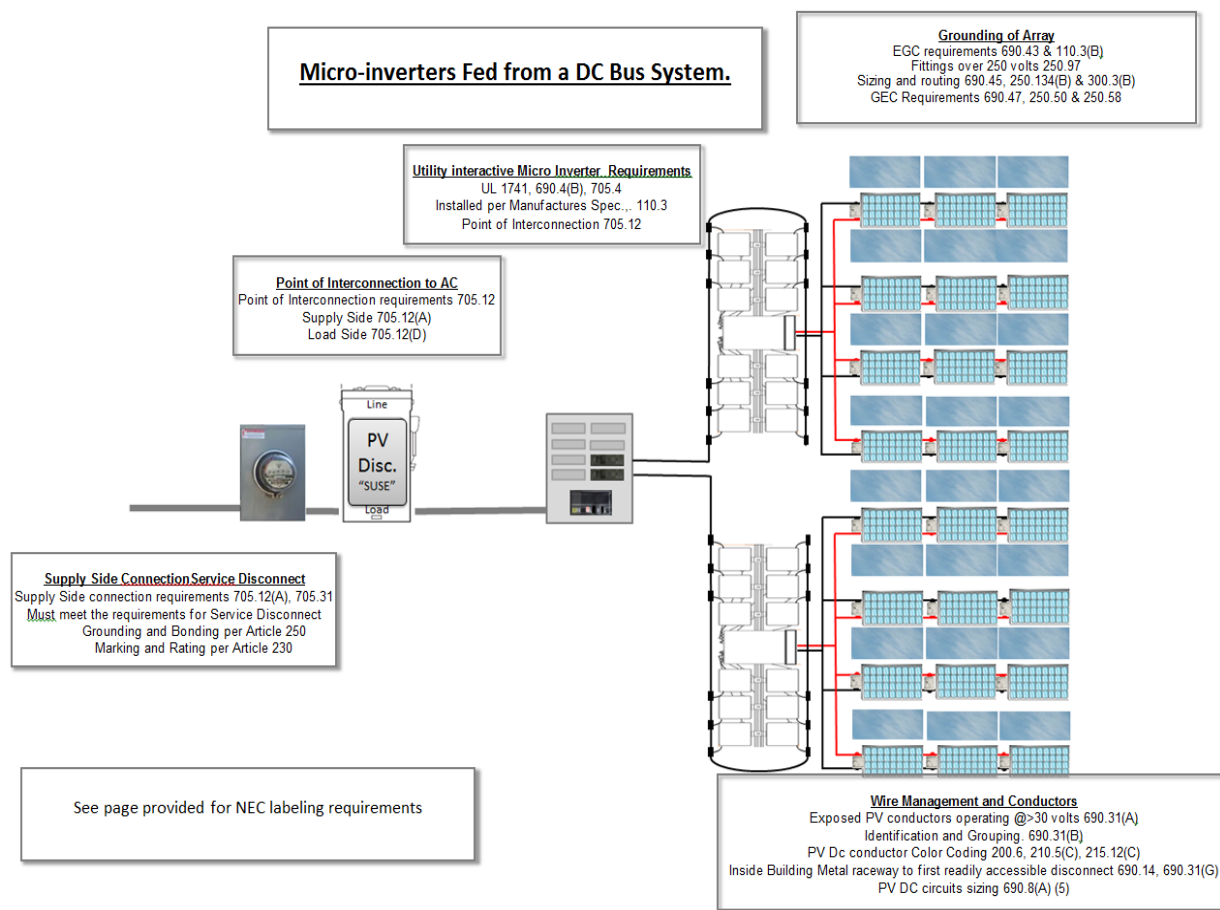 Micro-inverters Fed from a DC Bus System.
Grounding of Array
EGC requirements 690.43 & 110.3(B)
Fittings over 250 volts 250.97
Sizing and routing 690.45, 250.134(B) & 300.3(B)
GEC Requirements 690.47, 250.50 & 250.58
Utility interactive Micro Inverter Requirements
UL 1741, 690.4(B), 705.4
Installed per Manufactures Spec.,. 110.3
Point of Interconnection 705.12
Point of Interconnection to AC
Point of Interconnection requirements 705.12
Supply Side 705.12(A)
Load Side 705.12(D)
Line
PV
Disc.
"SUSE"
Load
Supply Side Connection Service Disconnect
Supply Side connection requirements 705.12(A), 705.31
Must meet the requirements for Service Disconnect
Grounding and Bonding per Article 250
Marking and Rating per Article 230
See page provided for NEC labeling requirements
Wire Management and Conductors
Exposed PV conductors operating @>30 volts 690.31(A)
Identification and Grouping. 690.31(B)
PV Dc conductor Color Coding 200.6, 210.5(C), 215.12(C)
Inside Building Metal raceway to first readily accessible disconnect 690.14, 690.31(G)
PV DC circuits sizing 690.8(A) (5)